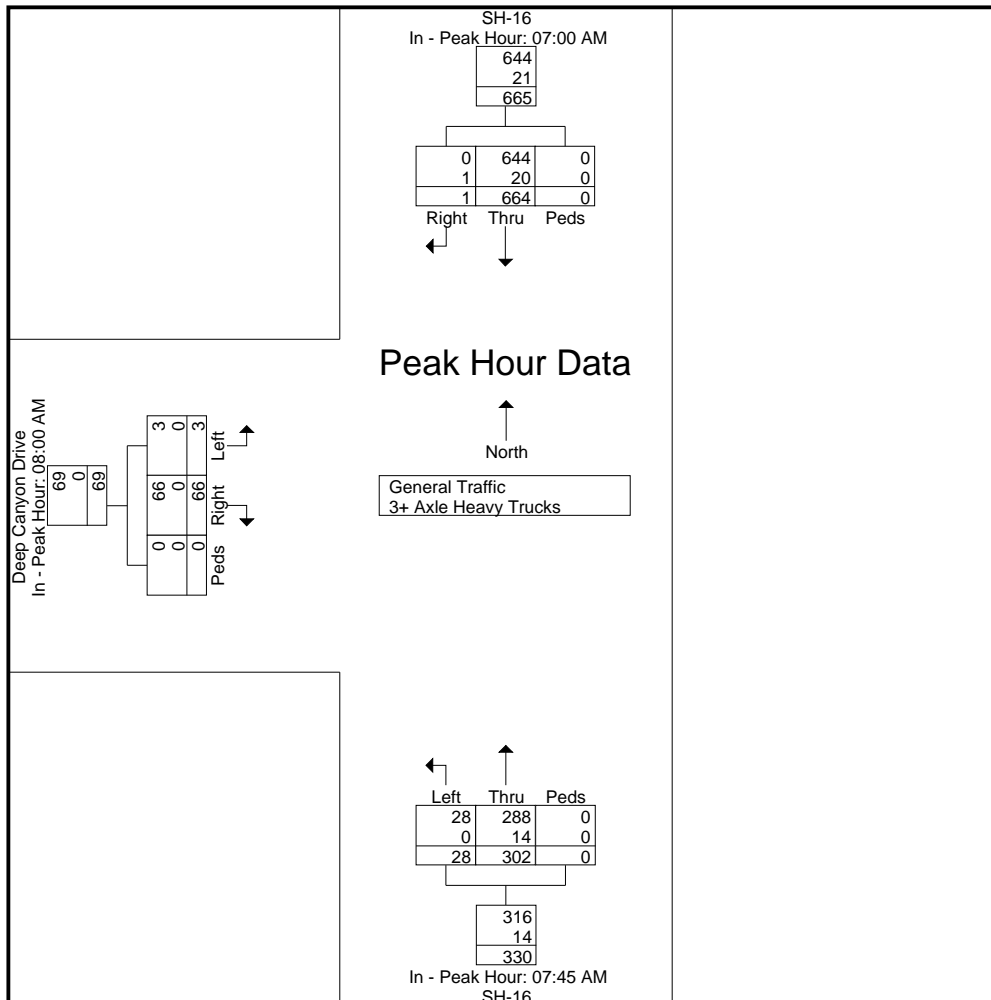 SH-16
In - Peak Hour: 07:00 AM
644
21
665
0 644 0
1 20 0
1 664 0
Right Thru Peds
Peak Hour Data
North
General Traffic
3+ Axle Heavy Trucks
Deep Canyon Drive
In - Peak Hour: 08:00 AM
69
0
69
3 0 3
Left
66 0 66
Right
0 0 0
Peds
Left Thru Peds
28 288 0
0 14 0
28 302 0
316
14
330
In - Peak Hour: 07:45 AM
SH-16